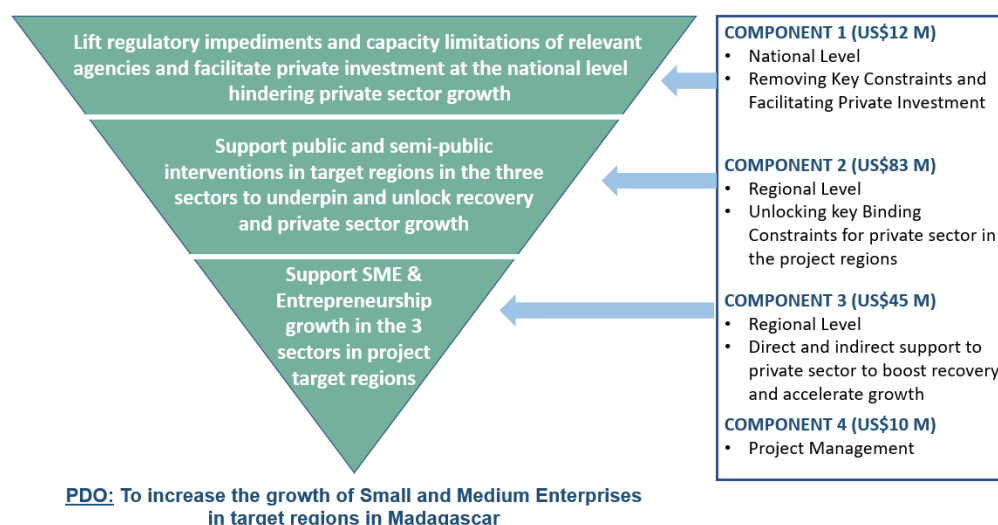 Lift regulatory impediments and capacity limitations of relevant
agencies and facilitate private investment at the national level
hindering private sector growth
Support public and semi-public
interventions in target regions in the three
sectors to underpin and unlock recovery
and private sector growth
Support SME &
Entrepreneurship
growth in the 3
sectors in project
target regions
PDO: To increase the growth of Small and Medium Enterprises
in target regions in Madagascar
COMPONENT 1 (US$12 M)
• National Level
• Removing Key Constraints and
Facilitating Private Investment
COMPONENT 2 (US$83 M)
• Regional Level
• Unlocking key Binding
Constraints for private sector in
the project regions
COMPONENT 3 (US$45 M)
• Regional Level
• Direct and indirect support to
private sector to boost recovery
and accelerate growth
COMPONENT 4 (US$10 M)
• Project Management